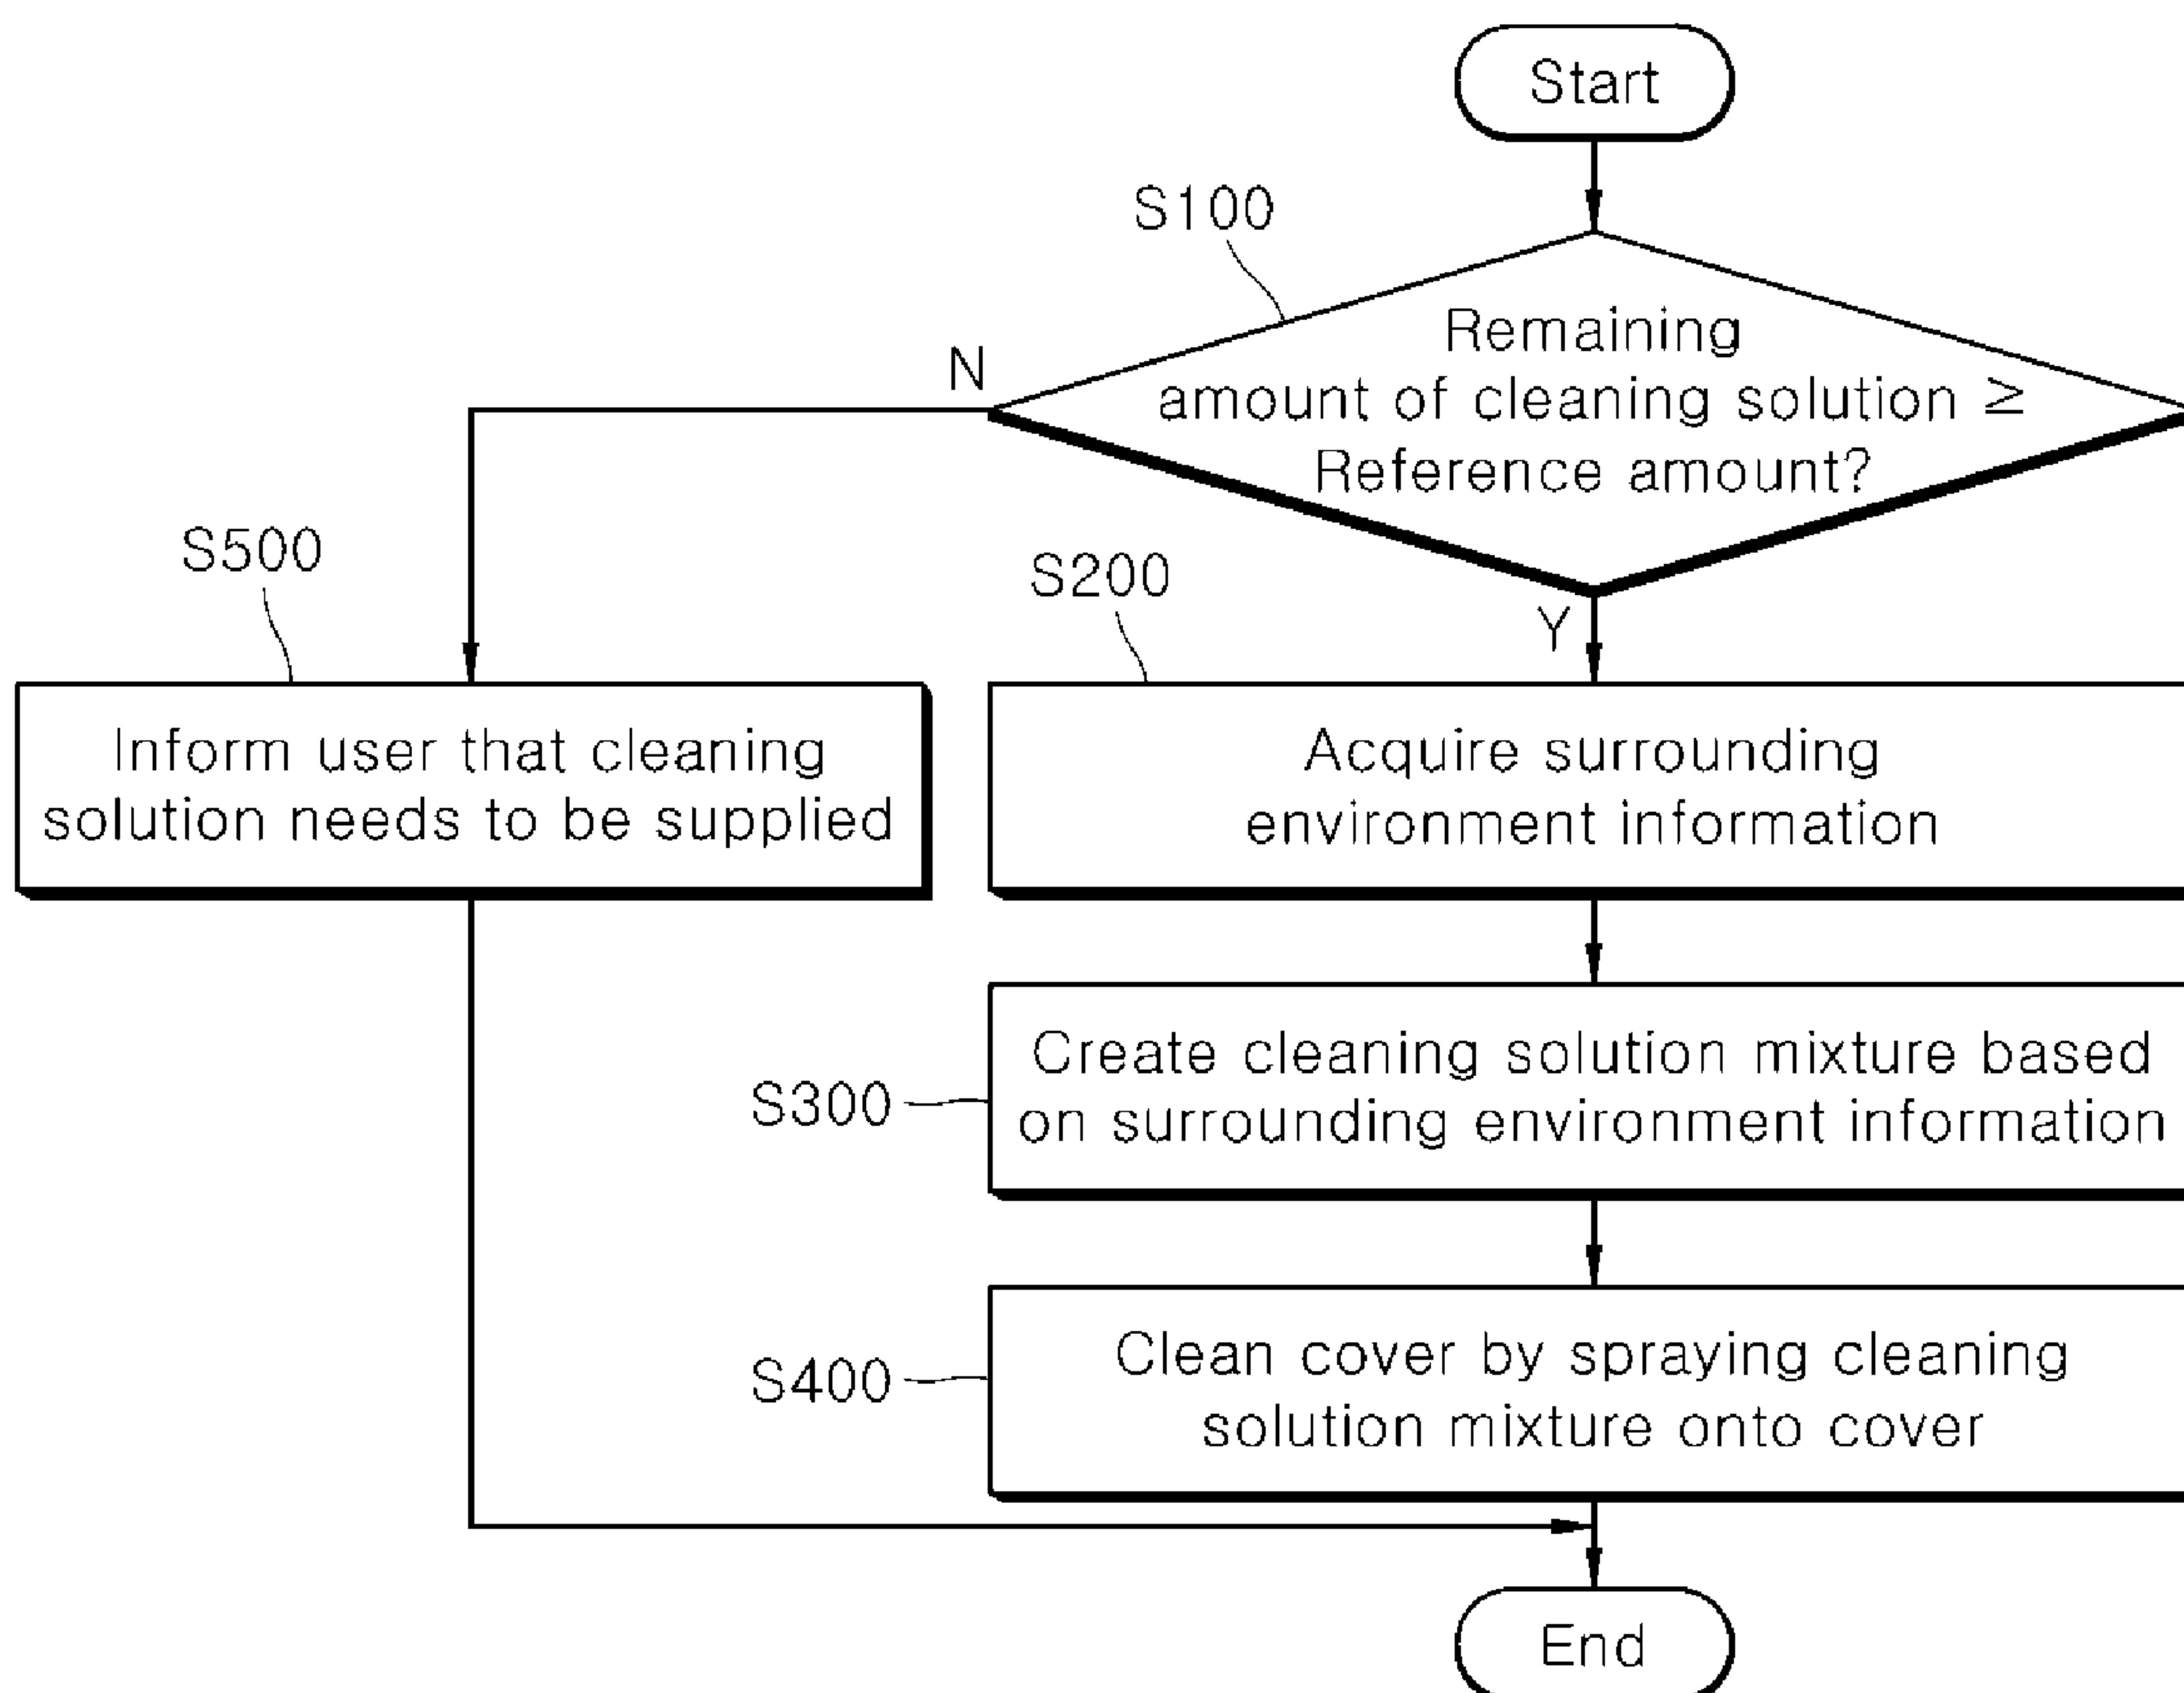 Start
S100
Remaining
amount of cleaning solution ≥
Reference amount?
N
Y
S500
Inform user that cleaning
solution needs to be supplied
S200
Acquire surrounding
environment information
S300
Create cleaning solution mixture based
on surrounding environment information
S400
Clean cover by spraying cleaning
solution mixture onto cover
End